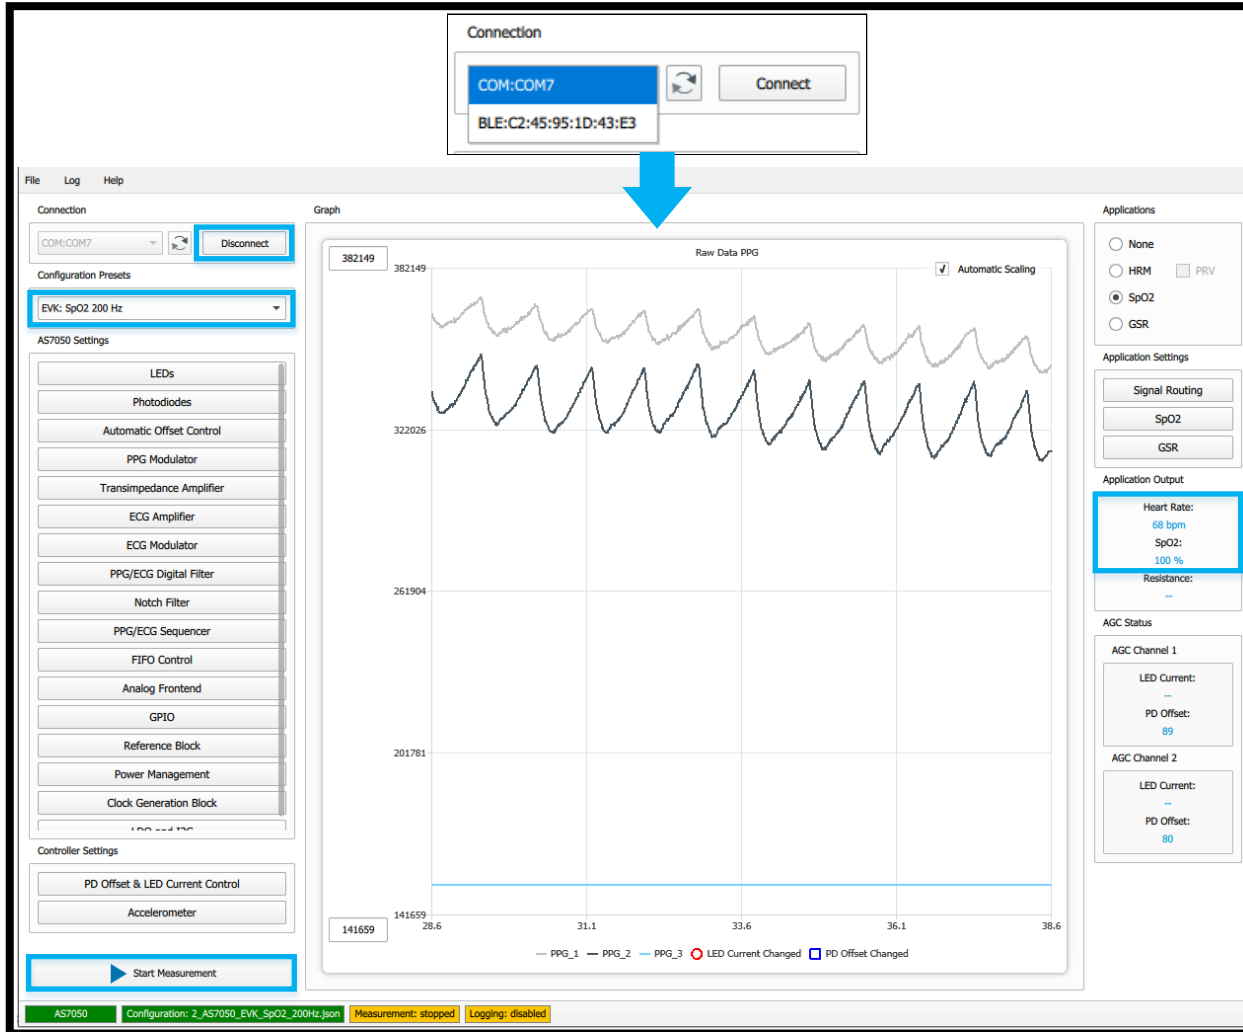 Connection
COM:COM7
Connect
BLE:C2:45:95:1D:43:E3
File Log Help
Connection
COM:COM7
Disconnect
Configuration Presets
EVK: SpO2 200 Hz
AS7050 Settings
LEDs
Photodiodes
Automatic Offset Control
PPG Modulator
Transimpedance Amplifier
ECG Amplifier
ECG Modulator
PPG/ECG Digital Filter
Notch Filter
PPG/ECG Sequencer
FIFO Control
Analog Frontend
GPIO
Reference Block
Power Management
Clock Generation Block
LDO and I2C
Controller Settings
PD Offset & LED Current Control
Accelerometer
Start Measurement
Graph
382149
Raw Data PPG
Automatic Scaling
382149
322026
261904
201781
141659
141659
28.6 31.1 33.6 36.1 38.6
PPG_1 PPG_2 PPG_3 LED Current Changed PD Offset Changed
Applications
None
HRM PRV
SpO2
GSR
Application Settings
Signal Routing
SpO2
GSR
Application Output
Heart Rate:
68 bpm
SpO2:
100 %
Resistance:
--
AGC Status
AGC Channel 1
LED Current:
--
PD Offset:
89
AGC Channel 2
LED Current:
--
PD Offset:
80
AS7050 Configuration: 2_AS7050_EVK_SpO2_200Hz.json Measurement: stopped Logging: disabled